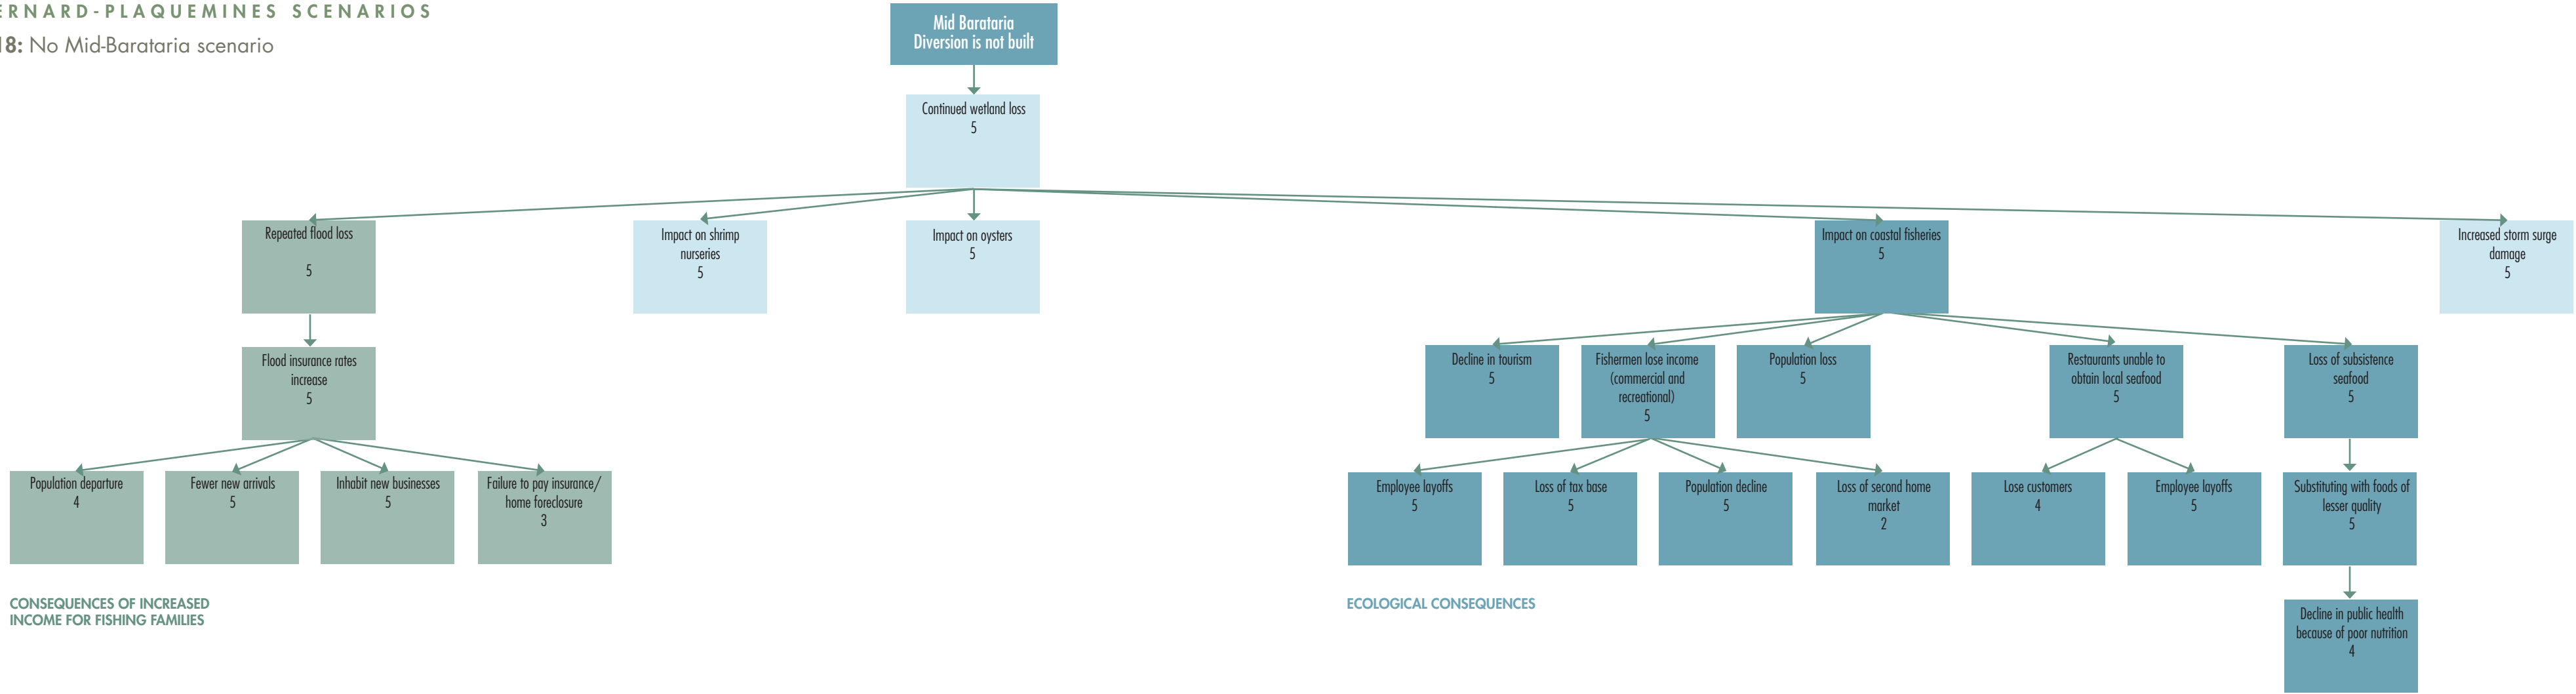 ERNARD-PLAQUEMINES SCENARIOS
18: No Mid-Barataria scenario
Mid Barataria
Diversion is not built
Continued wetland loss
5
Repeated flood loss
5
Impact on shrimp
nurseries
5
Impact on oysters
5
Impact on coastal fisheries
5
Increased storm surge
damage
5
Flood insurance rates
increase
5
Decline in tourism
5
Fishermen lose income
(commercial and
recreational)
5
Population loss
5
Restaurants unable to
obtain local seafood
5
Loss of subsistence
seafood
5
Population departure
4
Fewer new arrivals
5
Inhabit new businesses
5
Failure to pay insurance/
home foreclosure
3
Employee layoffs
5
Loss of tax base
5
Population decline
5
Loss of second home
market
2
Lose customers
4
Employee layoffs
5
Substituting with foods of
lesser quality
5
CONSEQUENCES OF INCREASED
INCOME FOR FISHING FAMILIES
ECOLOGICAL CONSEQUENCES
Decline in public health
because of poor nutrition
4